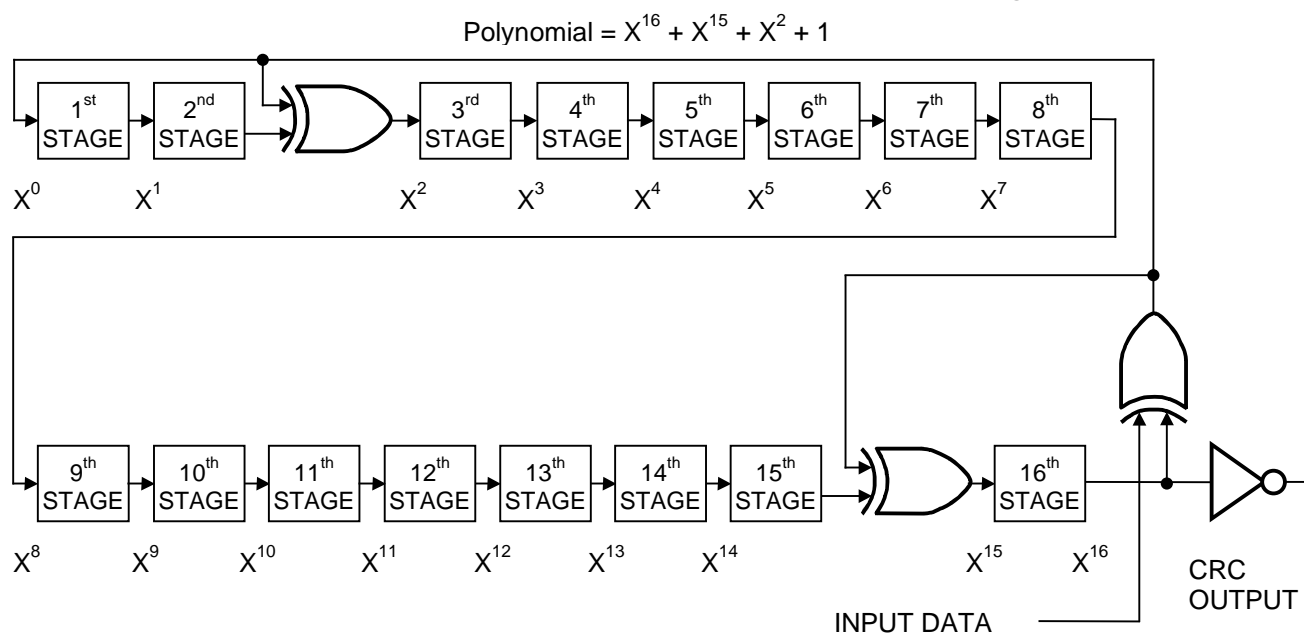 Polynomial = X¹⁶ + X¹⁵ + X² + 1
1ˢᵗ STAGE
2ⁿᵈ STAGE
3ʳᵈ STAGE
4ᵗʰ STAGE
5ᵗʰ STAGE
6ᵗʰ STAGE
7ᵗʰ STAGE
8ᵗʰ STAGE
X⁰ X¹ X² X³ X⁴ X⁵ X⁶ X⁷
9ᵗʰ STAGE
10ᵗʰ STAGE
11ᵗʰ STAGE
12ᵗʰ STAGE
13ᵗʰ STAGE
14ᵗʰ STAGE
15ᵗʰ STAGE
16ᵗʰ STAGE
X⁸ X⁹ X¹⁰ X¹¹ X¹² X¹³ X¹⁴ X¹⁵ X¹⁶
CRC
OUTPUT
INPUT DATA